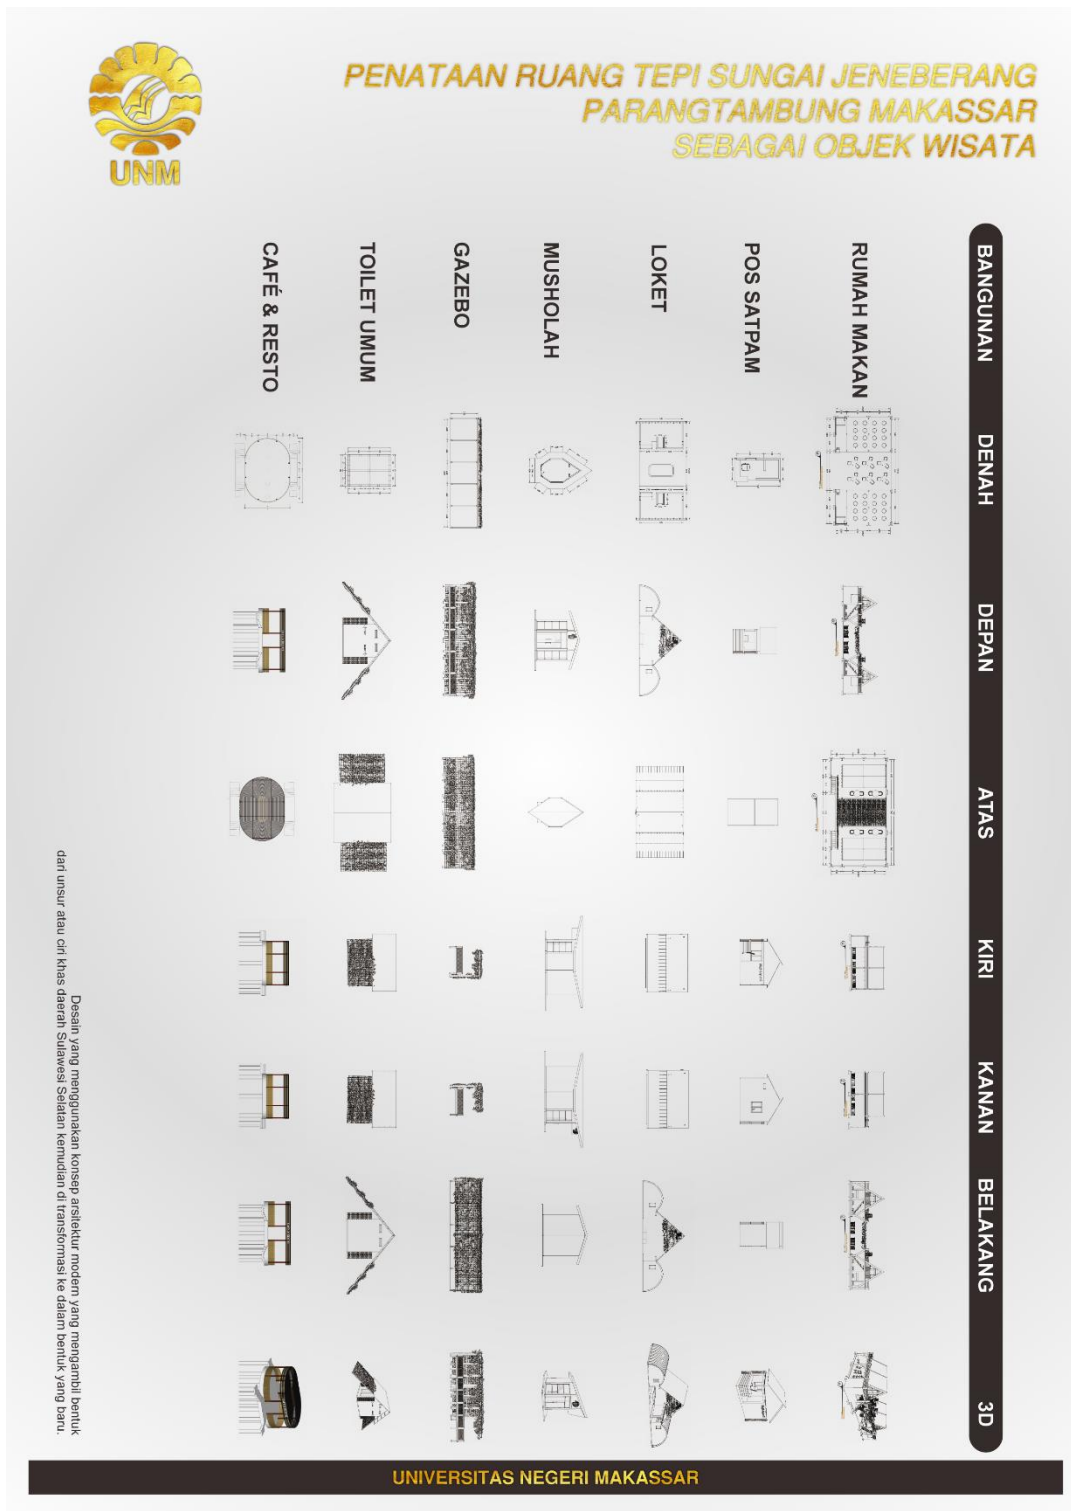 UNM
PENATAAN RUANG TEPI SUNGAI JENEBERANG
PARANGTAMBUNG MAKASSAR
SEBAGAI OBJEK WISATA
BANGUNAN DENAH DEPAN ATAS KIRI KANAN BELAKANG 3D
RUMAH MAKAN
POS SATPAM
LOKET
MUSHOLAH
GAZEBO
TOILET UMUM
CAFÉ & RESTO
Desain yang menggunakan konsep arsitektur modern yang mengambil bentuk
dari unsur atau ciri khas daerah Sulawesi Selatan kemudian di transformasi ke dalam bentuk yang baru.
UNIVERSITAS NEGERI MAKASSAR